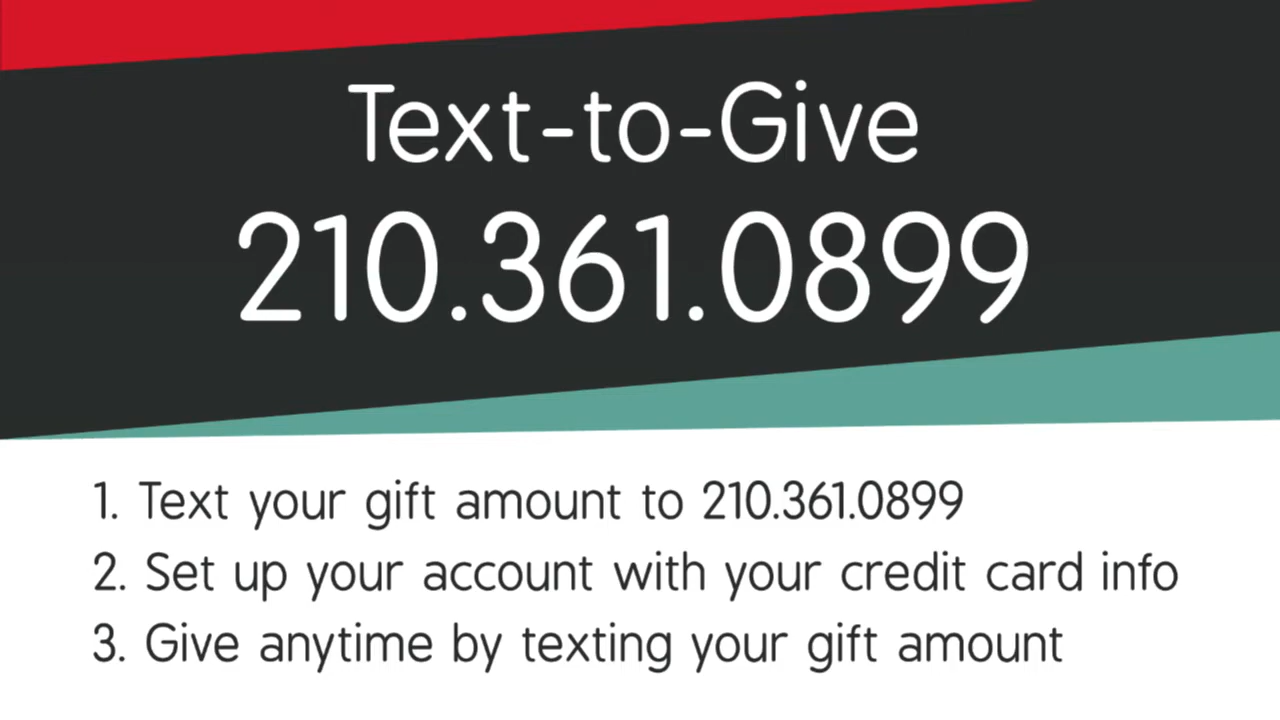 Text-to-Give
210.361.0899
1. Text your gift amount to 210.361.0899
2. Set up your account with your credit card info
3. Give anytime by texting your gift amount